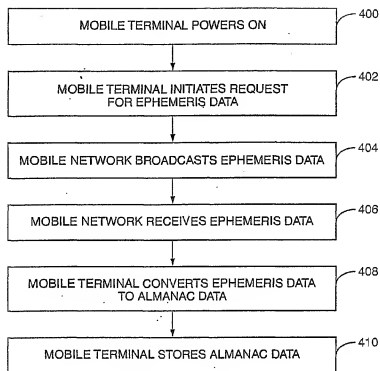 MOBILE TERMINAL POWERS ON
400
MOBILE TERMINAL INITIATES REQUEST
FOR EPHEMERIS DATA
402
MOBILE NETWORK BROADCASTS EPHEMERIS DATA
404
MOBILE NETWORK RECEIVES EPHEMERIS DATA
406
MOBILE TERMINAL CONVERTS EPHEMERIS DATA
TO ALMANAC DATA
408
MOBILE TERMINAL STORES ALMANAC DATA
410